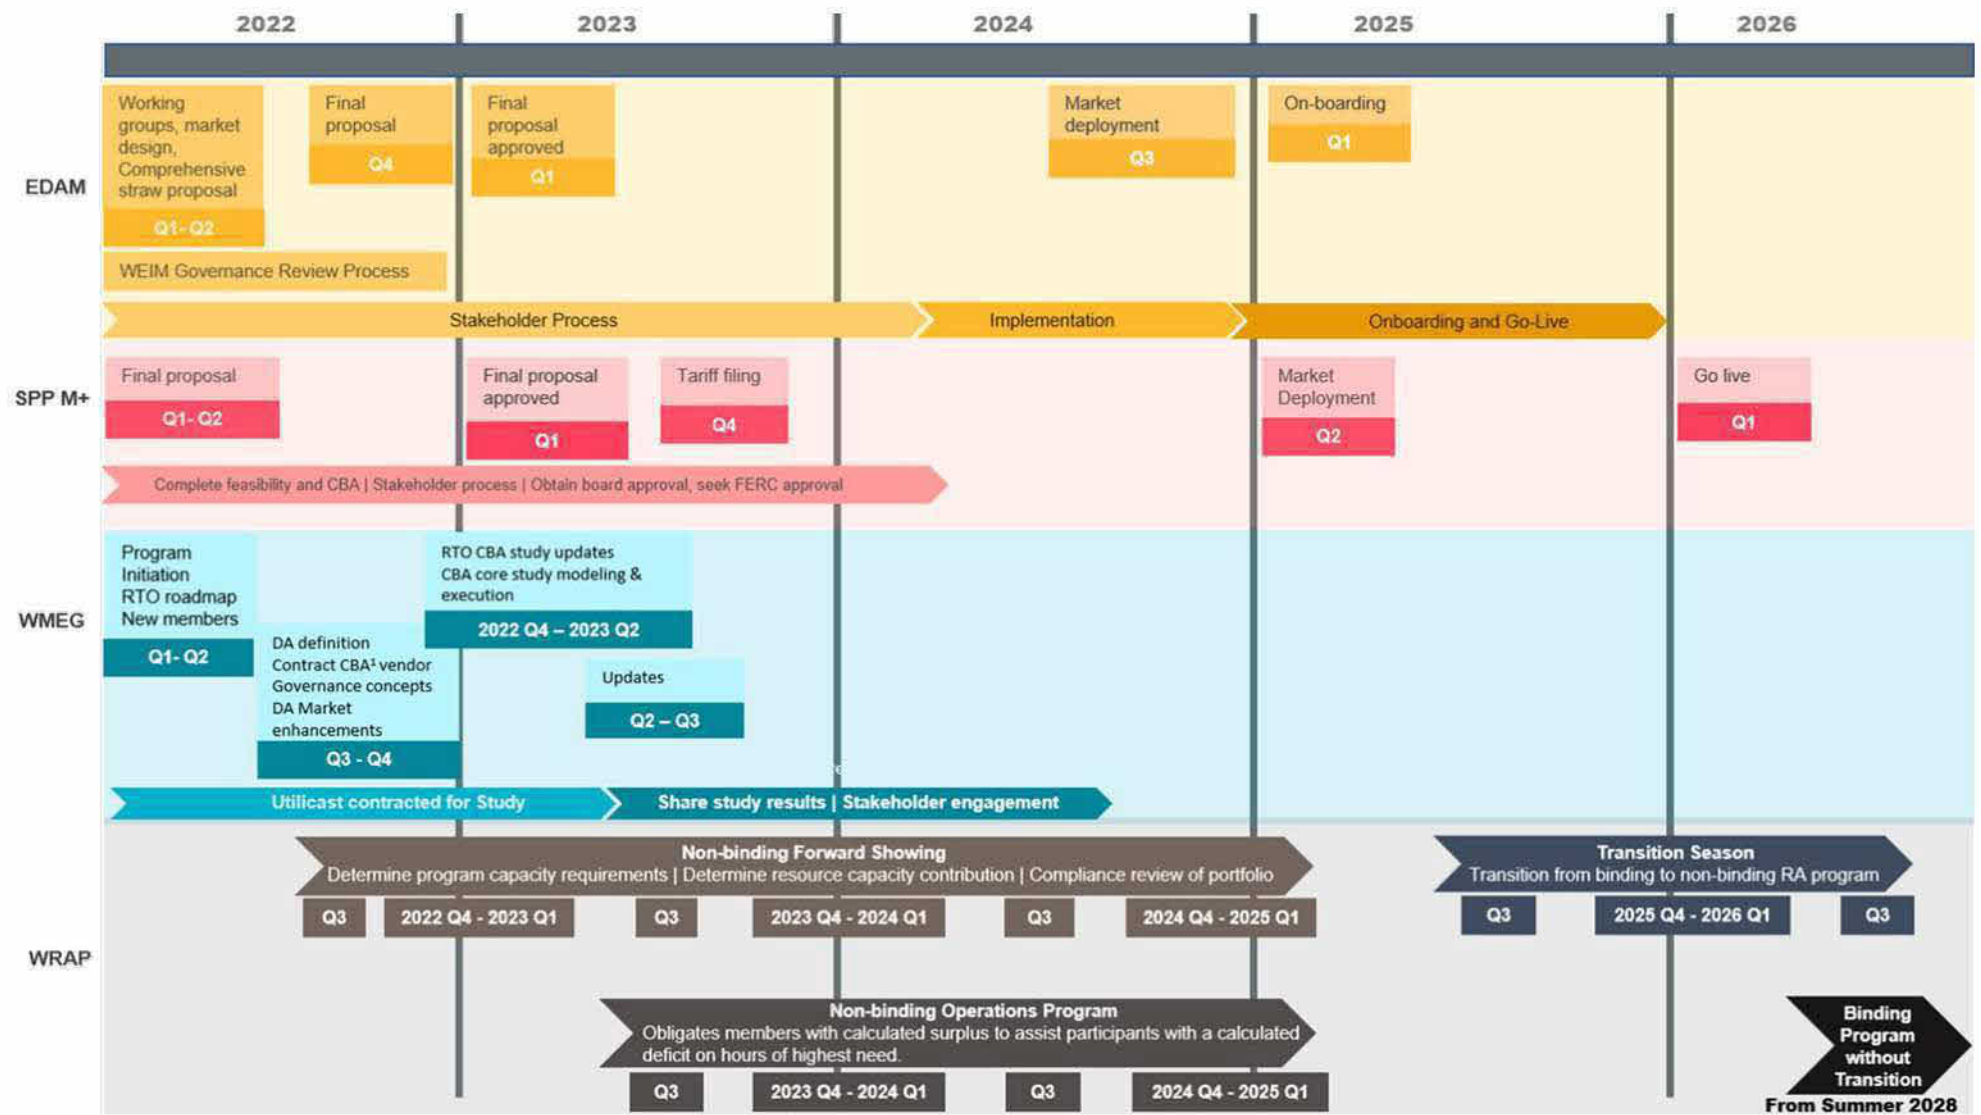 2022
2023
2024
2025
2026
EDAM
Working
groups, market
design,
Comprehensive
straw proposal
Q1- Q2
Final
proposal
Q4
Final
proposal
approved
Q1
Market
deployment
Q3
On-boarding
Q1
WEIM Governance Review Process
Stakeholder Process
Implementation
Onboarding and Go-Live
SPP M+
Final proposal
Q1- Q2
Final proposal
approved
Q1
Tariff filing
Q4
Market
Deployment
Q2
Go live
Q1
Complete feasibility and CBA | Stakeholder process | Obtain board approval, seek FERC approval
WMEG
Program
Initiation
RTO roadmap
New members
Q1- Q2
DA definition
Contract CBA¹ vendor
Governance concepts
DA Market
enhancements
Q3 - Q4
RTO CBA study updates
CBA core study modeling &
execution
2022 Q4 – 2023 Q2
Updates
Q2 – Q3
Utilicast contracted for Study
Share study results | Stakeholder engagement
WRAP
Non-binding Forward Showing
Determine program capacity requirements | Determine resource capacity contribution | Compliance review of portfolio
Q3
2022 Q4 - 2023 Q1
Q3
2023 Q4 - 2024 Q1
Q3
2024 Q4 - 2025 Q1
Transition Season
Transition from binding to non-binding RA program
Q3
2025 Q4 - 2026 Q1
Q3
Non-binding Operations Program
Obligates members with calculated surplus to assist participants with a calculated
deficit on hours of highest need.
Q3
2023 Q4 - 2024 Q1
Q3
2024 Q4 - 2025 Q1
Binding
Program
without
Transition
From Summer 2028